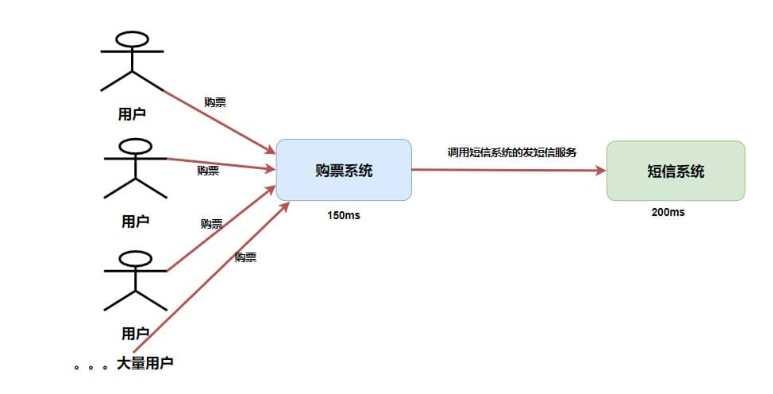 用户
购票
用户
购票
购票系统
150ms
调用短信系统的发短信服务
短信系统
200ms
购票
购票
用户
。。。大量用户